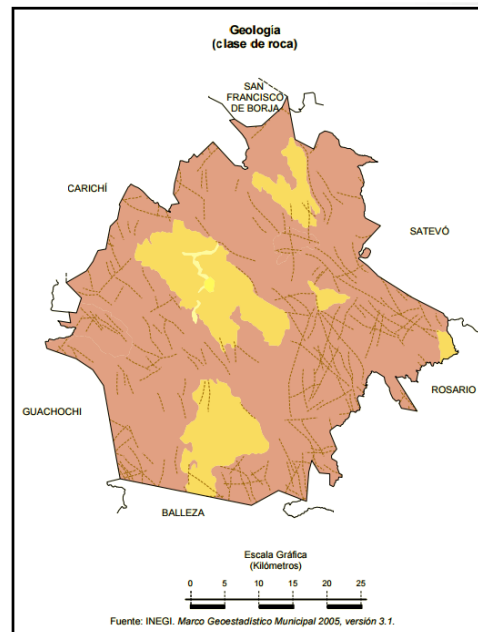 Geología
(clase de roca)
SAN
FRANCISCO
DE BORJA
CARICHÍ
SATEVÓ
ROSARIO
GUACHOCHI
BALLEZA
Escala Gráfica
(Kilómetros)
0 5 10 15 20 25
Fuente: INEGI. Marco Geoestadístico Municipal 2005, versión 3.1.